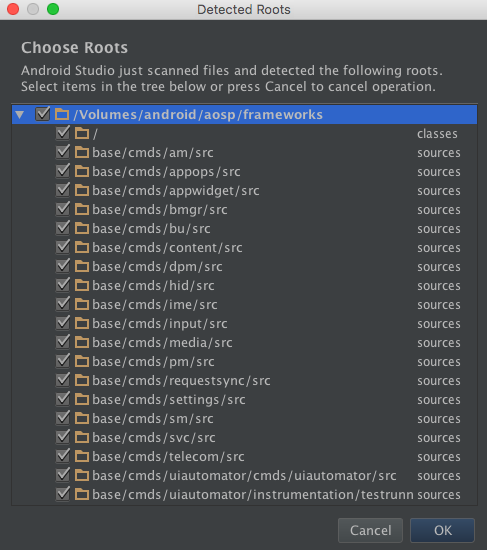 Detected Roots
Choose Roots
Android Studio just scanned files and detected the following roots.
Select items in the tree below or press Cancel to cancel operation.
/Volumes/android/aosp/frameworks
/ classes
base/cmds/am/src sources
base/cmds/appops/src sources
base/cmds/appwidget/src sources
base/cmds/bmgr/src sources
base/cmds/bu/src sources
base/cmds/content/src sources
base/cmds/dpm/src sources
base/cmds/hid/src sources
base/cmds/ime/src sources
base/cmds/input/src sources
base/cmds/media/src sources
base/cmds/pm/src sources
base/cmds/requestsync/src sources
base/cmds/settings/src sources
base/cmds/sm/src sources
base/cmds/svc/src sources
base/cmds/telecom/src sources
base/cmds/uiautomator/cmds/uiautomator/src sources
base/cmds/uiautomator/instrumentation/testrunn sources
Cancel OK